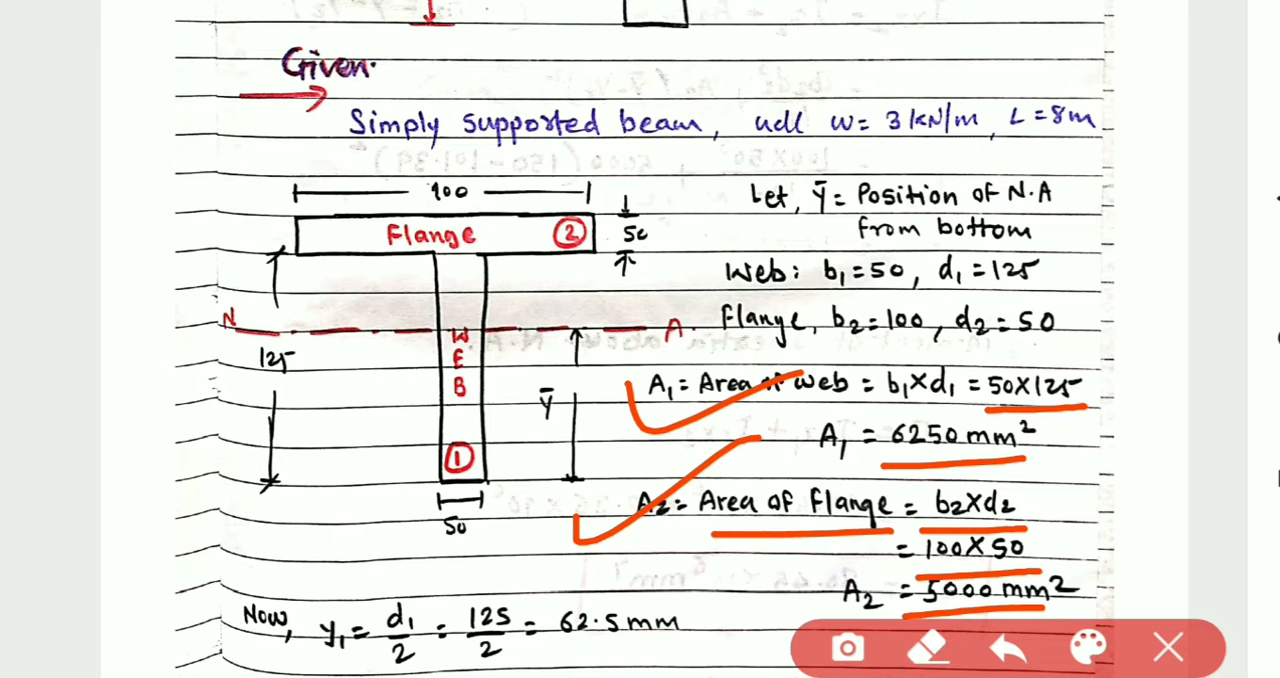 Given.
Simply supported beam, udl w= 3 kN/m, L = 8m
100
Let, ȳ = Position of N.A
from bottom
Flange 2
50
Web: b₁ = 50, d₁ = 125
N
A.
Flange, b₂ = 100, d₂ = 50
125
WEB
ȳ
A₁ = Area of web = b₁×d₁ = 50×125
A₁ = 6250 mm²
1
A₂ = Area of Flange = b₂×d₂
50
= 100×50
A₂ = 5000 mm²
Now, y₁ = d₁/2 = 125/2 = 62.5 mm